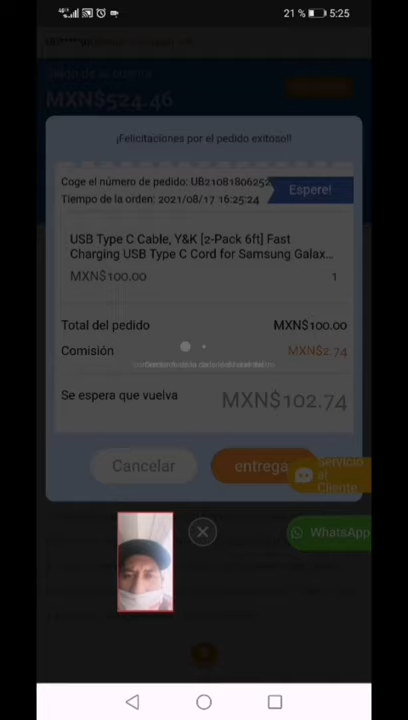 21 % 5:25
Saldo de la cuenta
MXN$524.46
¡Felicitaciones por el pedido exitoso!!
Coge el número de pedido: UB21081806252
Tiempo de la orden: 2021/08/17 16:25:24
Espere!
USB Type C Cable, Y&K [2-Pack 6ft] Fast
Charging USB Type C Cord for Samsung Galax...
MXN$100.00 1
Total del pedido MXN$100.00
Comisión MXN$2.74
Se espera que vuelva MXN$102.74
Cancelar
entrega
Servicio
al
Cliente
WhatsApp